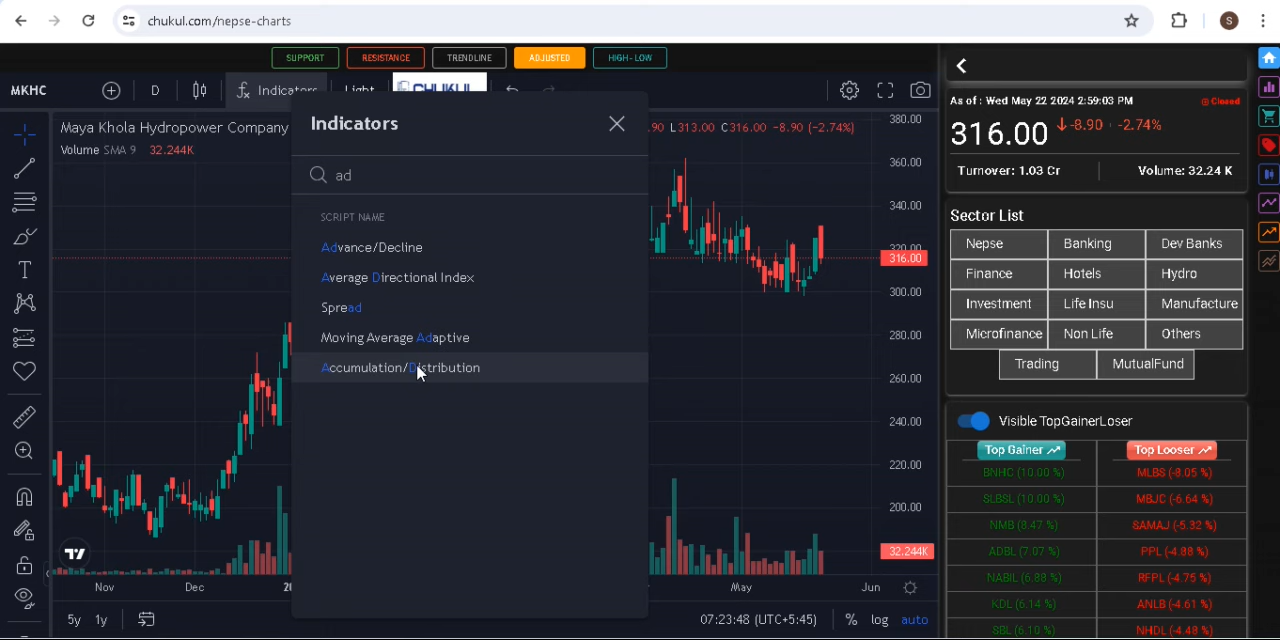 chukul.com/nepse-charts
S
SUPPORT
RESISTANCE
TRENDLINE
ADJUSTED
HIGH-LOW
MKHC
D
Indicators
Light
CHUKUL
Maya Khola Hydropower Company
.90 L313.00 C316.00 -8.90 (-2.74%)
Volume SMA 9 32.244K
Indicators
ad
SCRIPT NAME
Advance/Decline
Average Directional Index
Spread
Moving Average Adaptive
Accumulation/Distribution
380.00
360.00
340.00
320.00
316.00
300.00
280.00
260.00
240.00
220.00
200.00
32.244K
Nov
Dec
20
May
Jun
5y 1y
07:23:48 (UTC+5:45)
% log auto
As of : Wed May 22 2024 2:59:03 PM
Closed
316.00 -8.90 -2.74%
Turnover: 1.03 Cr
Volume: 32.24 K
Sector List
Nepse Banking Dev Banks
Finance Hotels Hydro
Investment Life Insu Manufacture
Microfinance Non Life Others
Trading MutualFund
Visible TopGainerLoser
Top Gainer Top Looser
BNHC (10.00 %) MLBS (-8.05 %)
SLBSL (10.00 %) MBJC (-6.64 %)
NMB (8.47 %) SAMAJ (-5.32 %)
ADBL (7.07 %) PPL (-4.88 %)
NABIL (6.88 %) RFPL (-4.75 %)
KDL (6.14 %) ANLB (-4.61 %)
SBL (6.10 %) NHDL (-4.48 %)